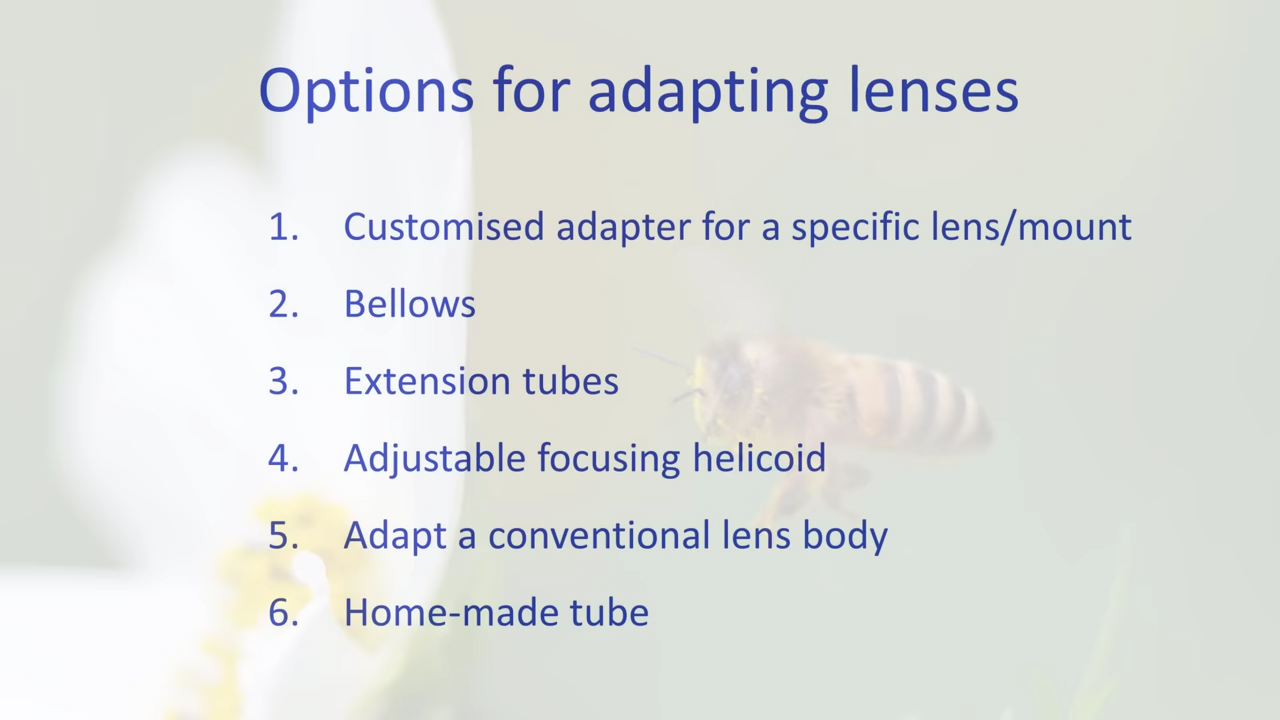 Options for adapting lenses
1. Customised adapter for a specific lens/mount
2. Bellows
3. Extension tubes
4. Adjustable focusing helicoid
5. Adapt a conventional lens body
6. Home-made tube